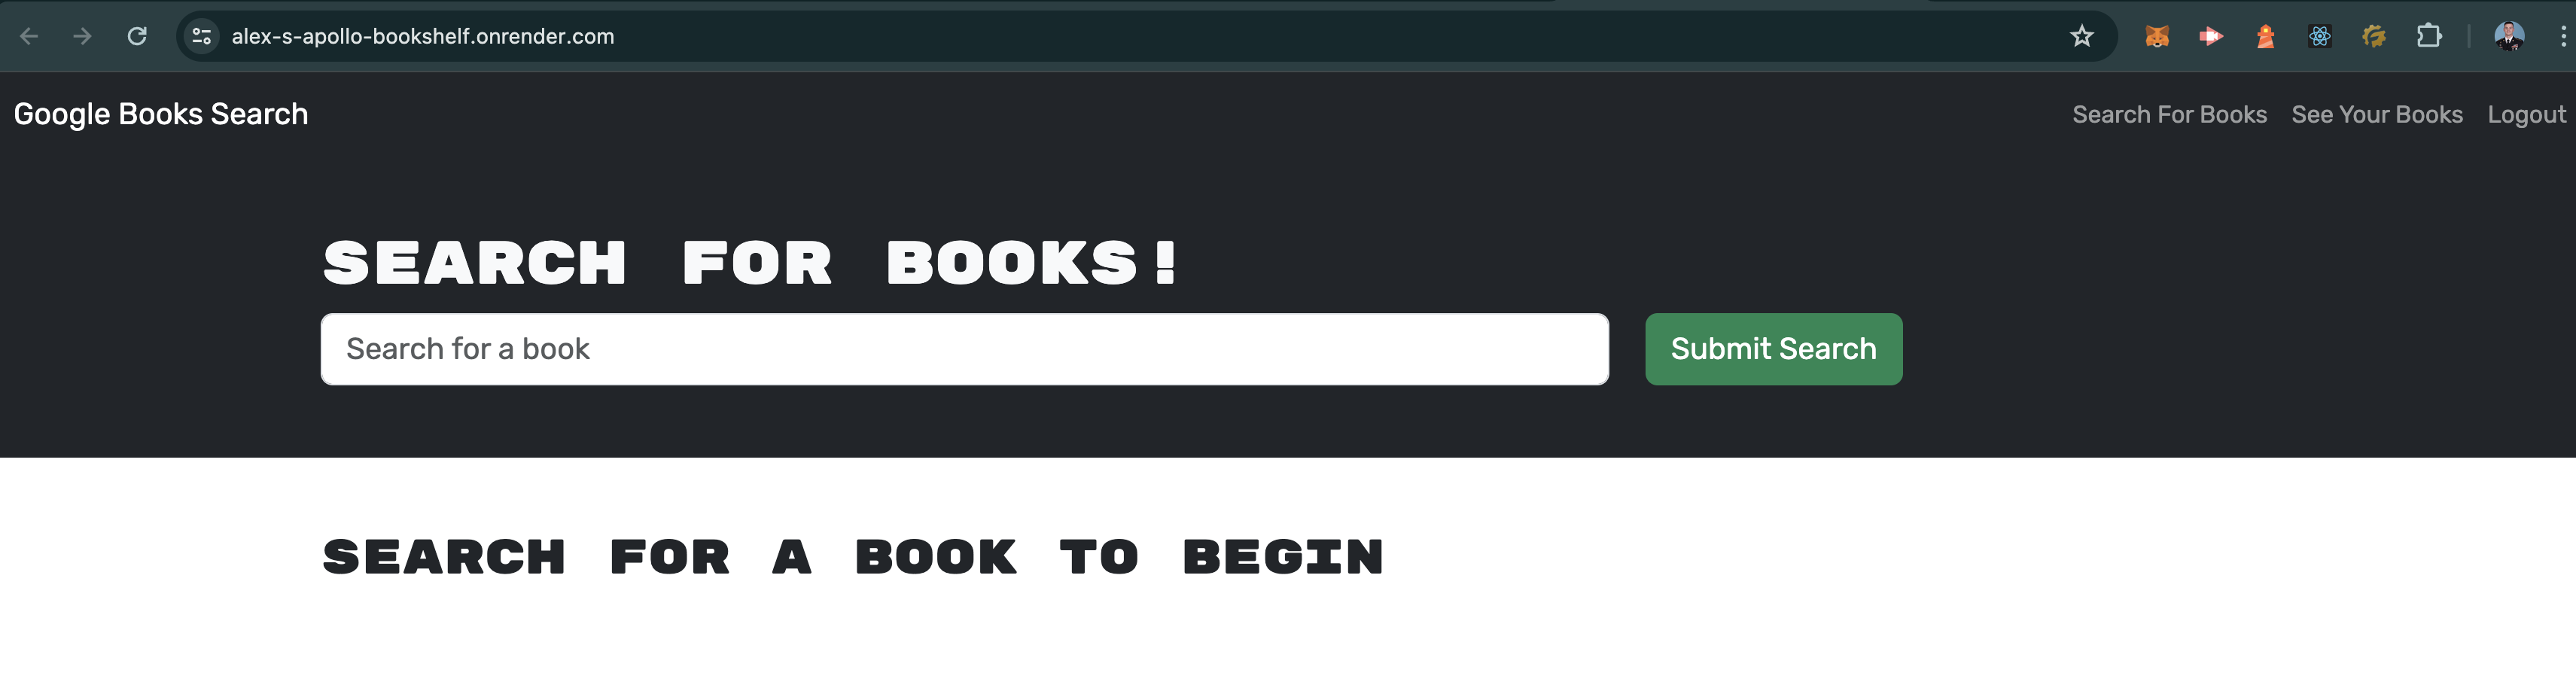 alex-s-apollo-bookshelf.onrender.com
Google Books Search
Search For Books
See Your Books
Logout
SEARCH FOR BOOKS!
Search for a book
Submit Search
SEARCH FOR A BOOK TO BEGIN